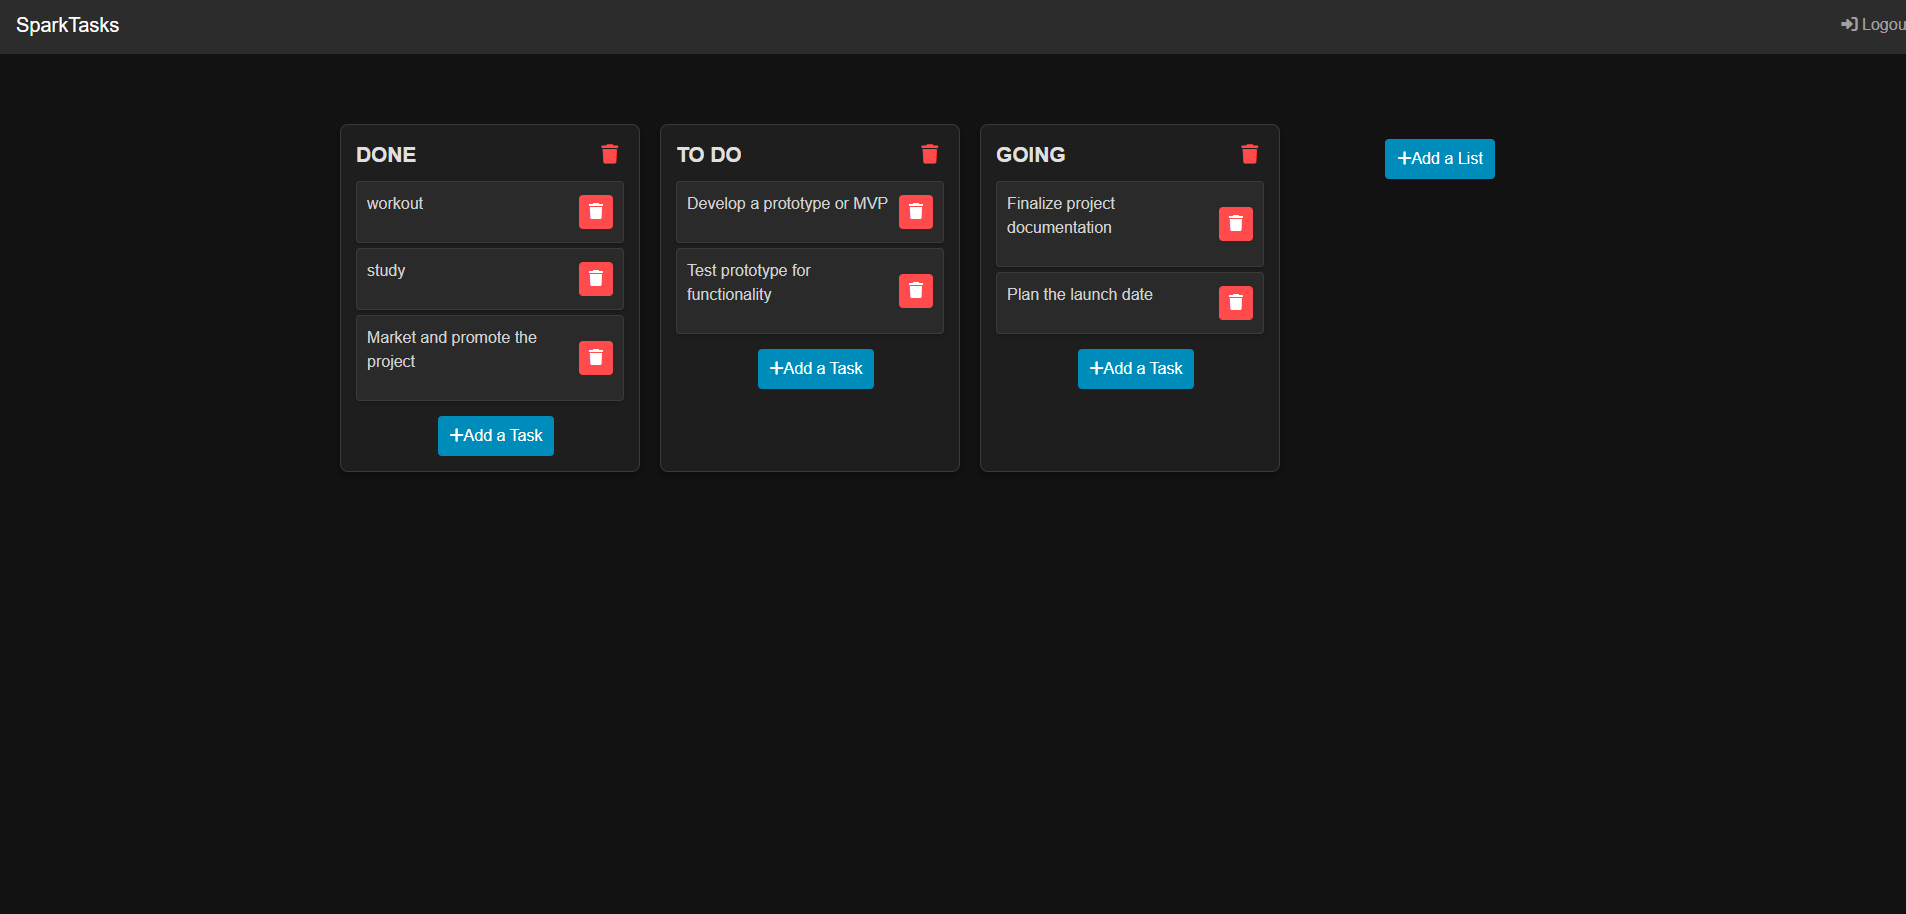 SparkTasks
Logou
DONE
workout
study
Market and promote the
project
Add a Task
TO DO
Develop a prototype or MVP
Test prototype for
functionality
Add a Task
GOING
Finalize project
documentation
Plan the launch date
Add a Task
Add a List